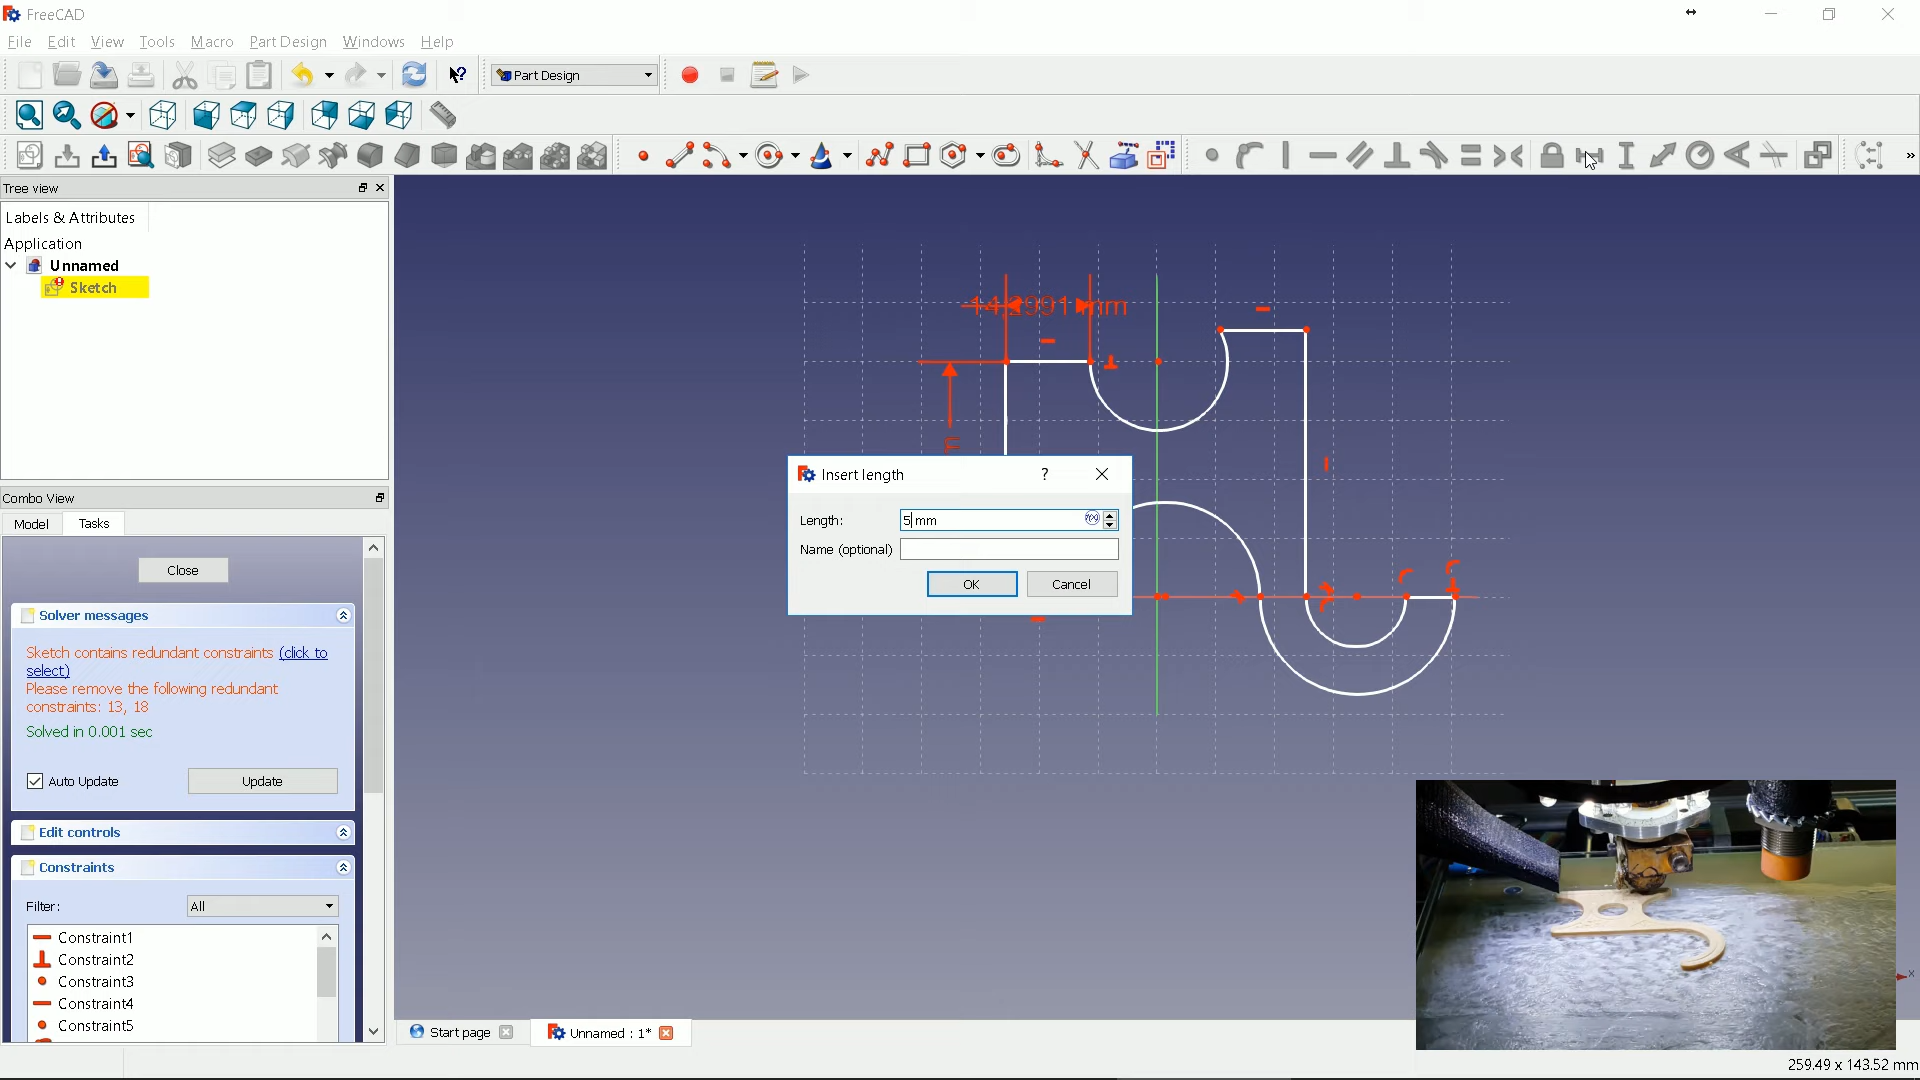 FreeCAD
File Edit View Tools Macro Part Design Windows Help
Part Design
Tree view
Labels & Attributes
Application
Unnamed
Sketch
Combo View
Model Tasks
Close
Solver messages
Sketch contains redundant constraints (click to
select)
Please remove the following redundant
constraints: 13, 18
Solved in 0.001 sec
Auto Update Update
Edit controls
Constraints
Filter: All
Constraint1
Constraint2
Constraint3
Constraint4
Constraint5
14,2991 mm
Insert length ?
Length: 5 mm
Name (optional)
OK Cancel
Start page Unnamed : 1*
x
259.49 x 143.52 mm